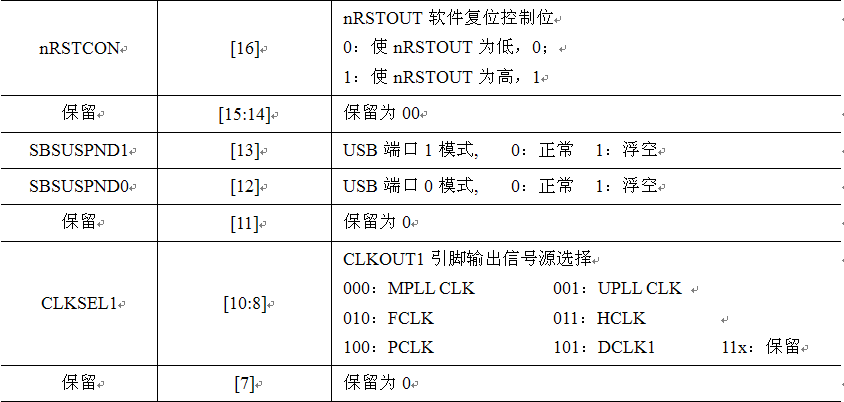 nRSTOUT 软件复位控制位
nRSTCON [16] 0：使 nRSTOUT 为低，0；
1：使 nRSTOUT 为高，1
保留 [15:14] 保留为 00
SBSUSPND1 [13] USB 端口 1 模式, 0：正常 1：浮空
SBSUSPND0 [12] USB 端口 0 模式, 0：正常 1：浮空
保留 [11] 保留为 0
CLKOUT1 引脚输出信号源选择
000：MPLL CLK 001：UPLL CLK
CLKSEL1 [10:8] 010：FCLK 011：HCLK
100：PCLK 101：DCLK1 11x：保留
保留 [7] 保留为 0